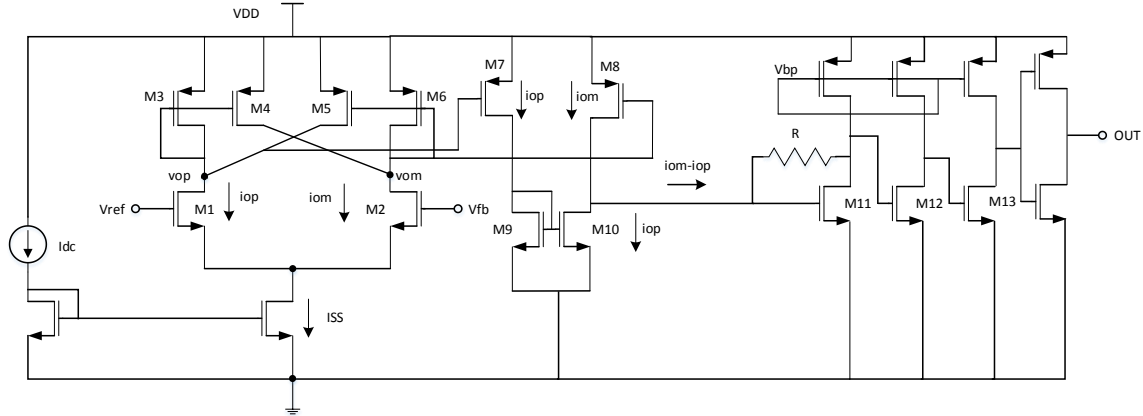 VDD
M7
M8
Vbp
M3
M4
M5
M6
iop
iom
R
OUT
iom-iop
vop
vom
iop
iom
Vref
M1
M2
Vfb
M11
M12
M13
M9
M10
iop
Idc
ISS